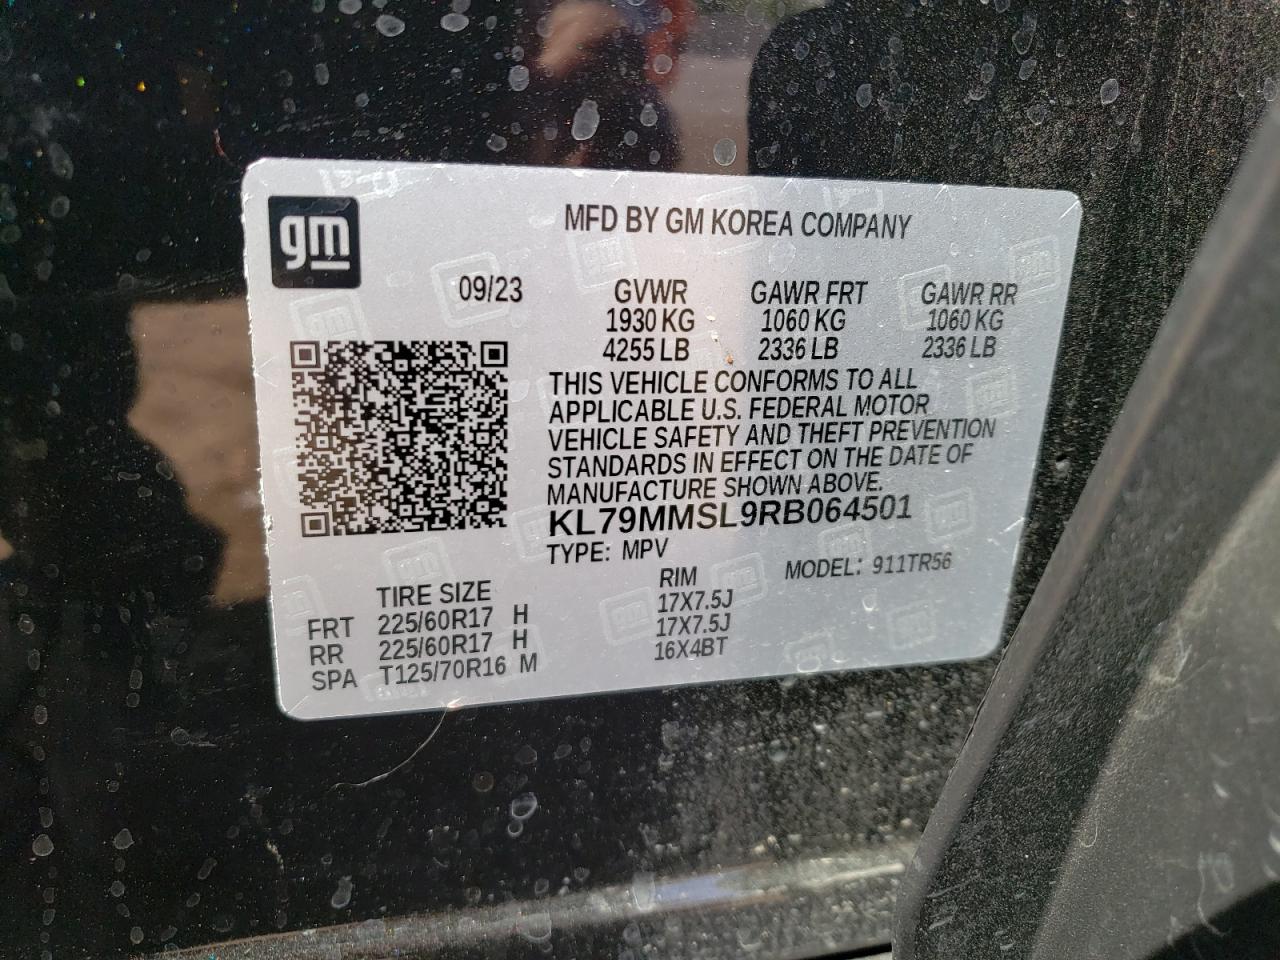 gm
MFD BY GM KOREA COMPANY
09/23
GVWR GAWR FRT GAWR RR
1930 KG 1060 KG 1060 KG
4255 LB 2336 LB 2336 LB
THIS VEHICLE CONFORMS TO ALL
APPLICABLE U.S. FEDERAL MOTOR
VEHICLE SAFETY AND THEFT PREVENTION
STANDARDS IN EFFECT ON THE DATE OF
MANUFACTURE SHOWN ABOVE.
KL79MMSL9RB064501
TYPE: MPV MODEL: 911TR56
TIRE SIZE RIM
FRT 225/60R17 H 17X7.5J
RR 225/60R17 H 17X7.5J
SPA T125/70R16 M 16X4BT